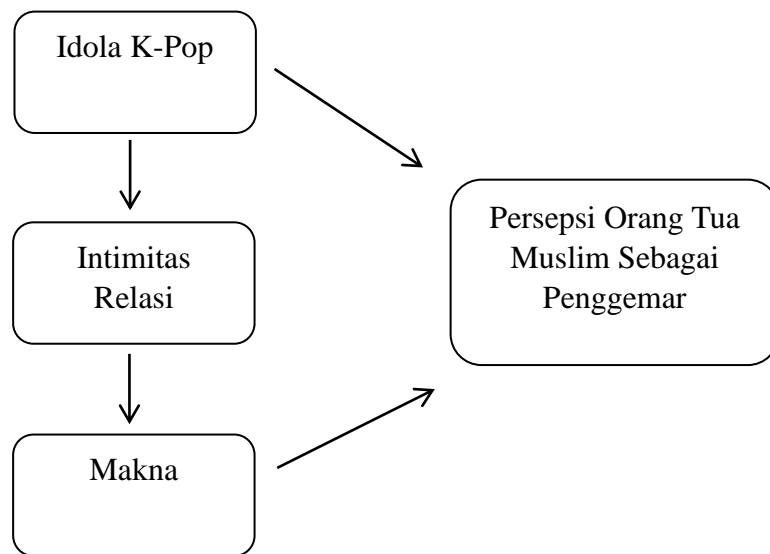 Idola K-Pop
Intimitas
Relasi
Makna
Persepsi Orang Tua
Muslim Sebagai
Penggemar